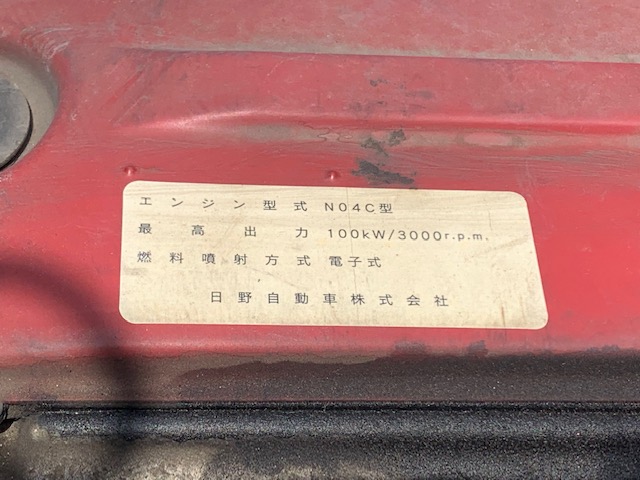 エンジン型式 N04C型
最高出力 100kW/3000r.p.m.
燃料噴射方式 電子式
日野自動車株式会社